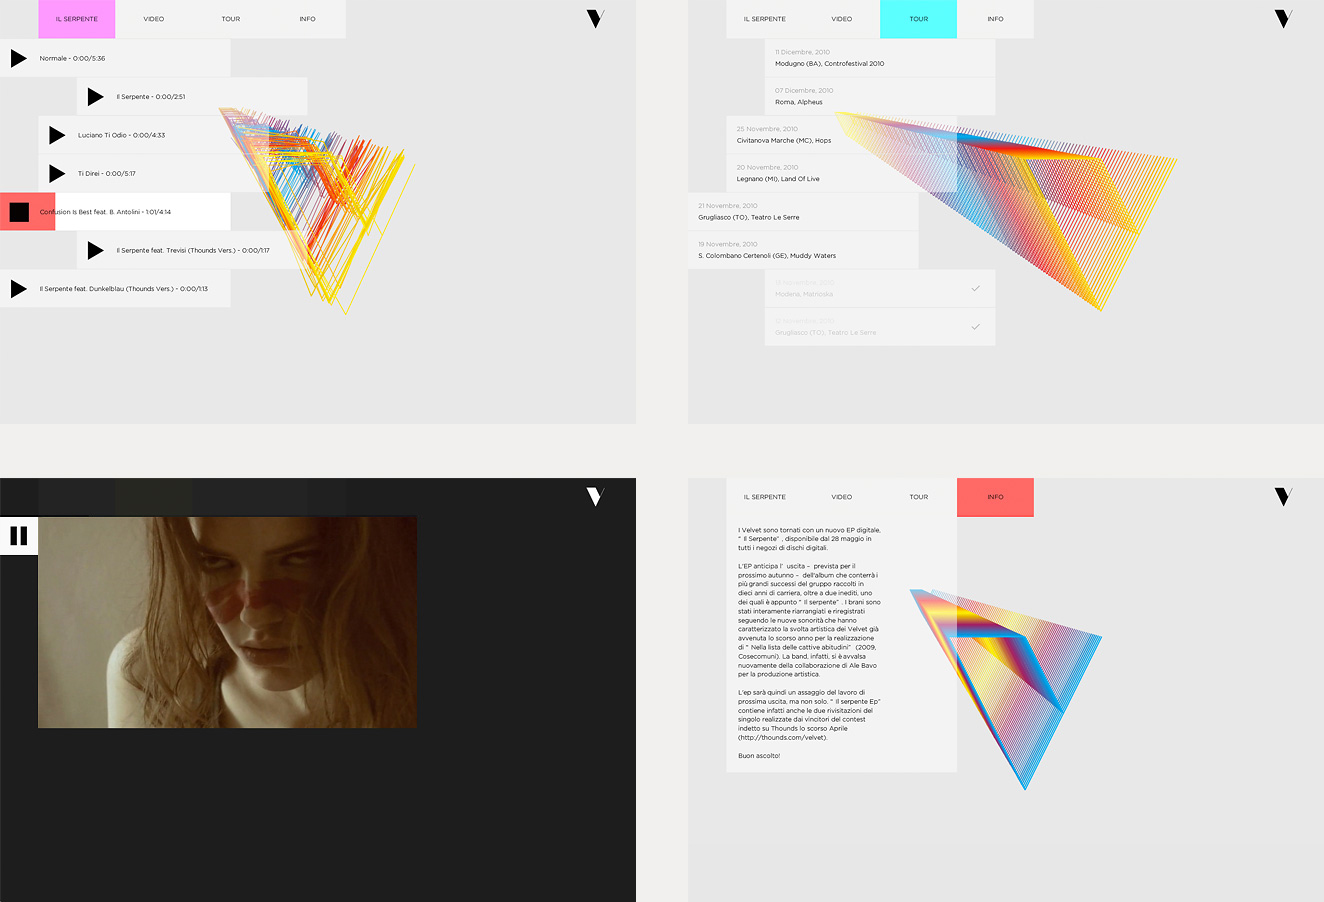 IL SERPENTE VIDEO TOUR INFO
Normale - 0:00/5:36
Il Serpente - 0:00/2:51
Luciano Ti Odio - 0:00/4:33
Ti Direi - 0:00/5:17
Confusion Is Best feat. B. Antolini - 1:01/4:14
Il Serpente feat. Trevisi (Thounds Vers.) - 0:00/1:17
Il Serpente feat. Dunkelblau (Thounds Vers.) - 0:00/1:13
IL SERPENTE VIDEO TOUR INFO
11 Dicembre, 2010
Modugno (BA), Controfestival 2010
07 Dicembre, 2010
Roma, Alpheus
25 Novembre, 2010
Civitanova Marche (MC), Hops
20 Novembre, 2010
Legnano (MI), Land Of Live
21 Novembre, 2010
Grugliasco (TO), Teatro Le Serre
19 Novembre, 2010
S. Colombano Certenoli (GE), Muddy Waters
Novembre, 2010
Modena,
Novembre, 2010
Grugliasco (TO), Teatro Le Serre
IL SERPENTE VIDEO TOUR INFO
I Velvet sono tornati con un nuovo EP digitale,
“ Il Serpente” , disponibile dal 28 maggio in
tutti i negozi di dischi digitali.
L'EP anticipa l’ uscita – prevista per il
prossimo autunno – dell'album che conterrà i
più grandi successi del gruppo raccolti in
dieci anni di carriera, oltre a due inediti, uno
dei quali è appunto “ Il serpente” . I brani sono
stati interamente riarrangiati e riregistrati
seguendo le nuove sonorità che hanno
caratterizzato la svolta artistica dei Velvet già
avvenuta lo scorso anno per la realizzazione
di “ Nella lista delle cattive abitudini” (2009,
Cosecomuni). La band, infatti, si è avvalsa
nuovamente della collaborazione di Ale Bavo
per la produzione artistica.
L'ep sarà quindi un assaggio del lavoro di
prossima uscita, ma non solo. “ Il serpente Ep”
contiene infatti anche le due rivisitazioni del
singolo realizzate dai vincitori del contest
indetto su Thounds lo scorso Aprile
(http://thounds.com/velvet).
Buon ascolto!